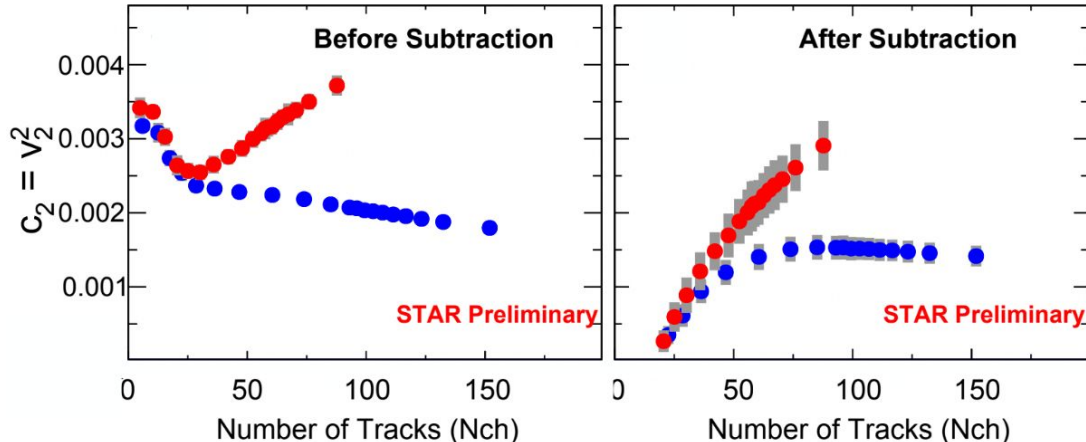 Before Subtraction
After Subtraction
c₂ = v₂²
0.004
0.003
0.002
0.001
STAR Preliminary
STAR Preliminary
0 50 100 150
0 50 100 150
Number of Tracks (Nch)
Number of Tracks (Nch)